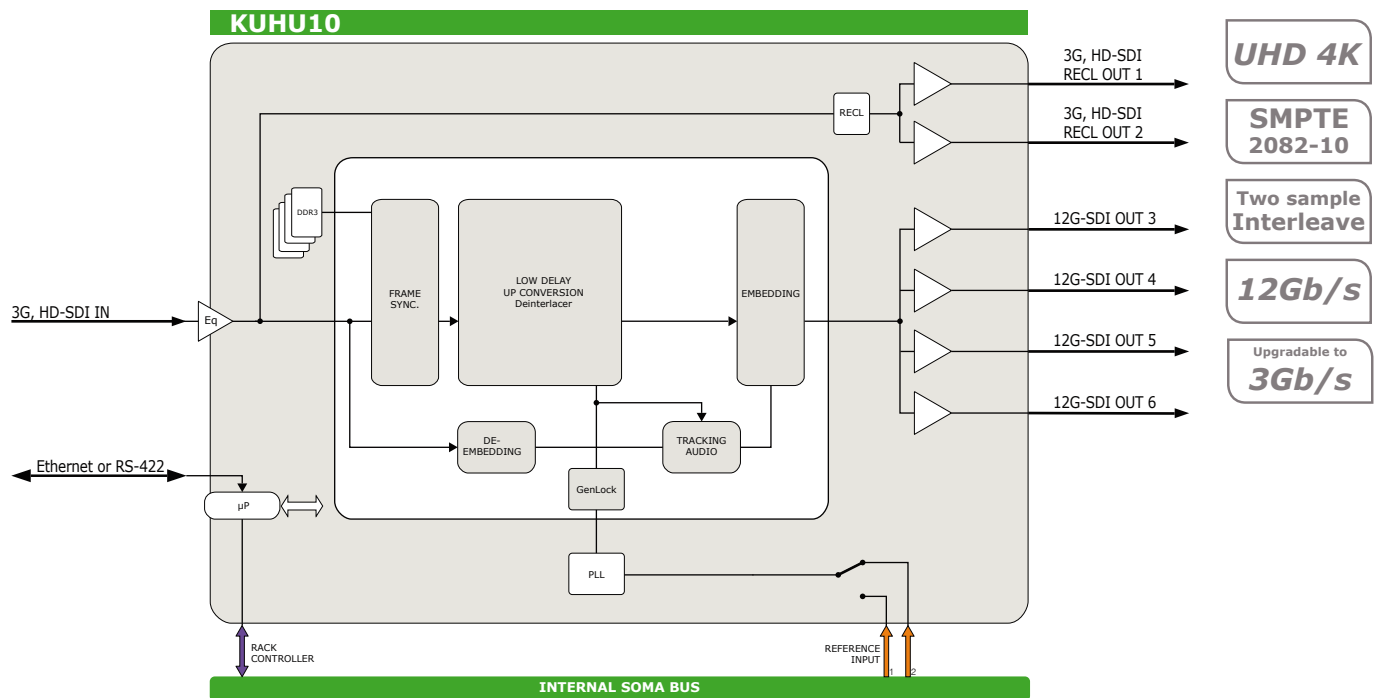 KUHU10
3G, HD-SDI
RECL OUT 1
3G, HD-SDI
RECL OUT 2
RECL
UHD 4K
SMPTE
2082-10
Two sample
Interleave
12Gb/s
Upgradable to
3Gb/s
DDR3
FRAME
SYNC.
LOW DELAY
UP CONVERSION
Deinterlacer
EMBEDDING
12G-SDI OUT 3
12G-SDI OUT 4
12G-SDI OUT 5
12G-SDI OUT 6
3G, HD-SDI IN
Eq
DE-
EMBEDDING
TRACKING
AUDIO
GenLock
Ethernet or RS-422
µP
PLL
RACK
CONTROLLER
REFERENCE
INPUT
1
2
INTERNAL SOMA BUS